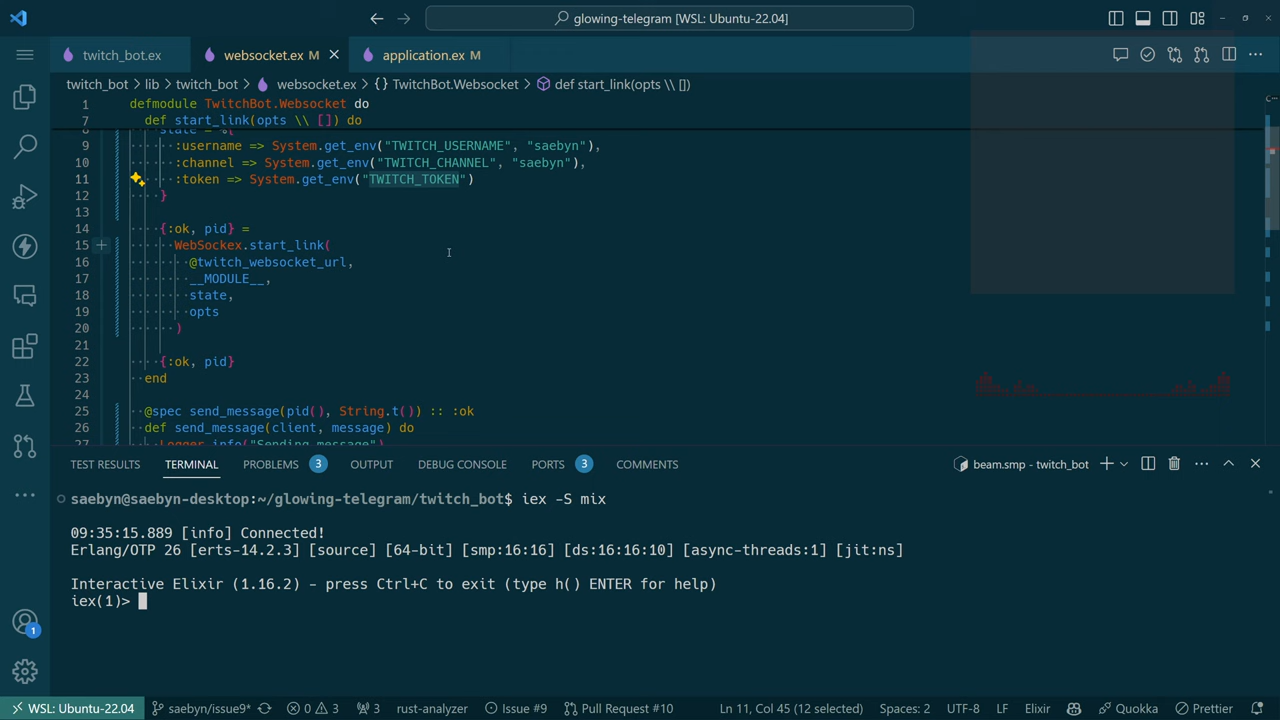 glowing-telegram [WSL: Ubuntu-22.04]
twitch_bot.ex
websocket.ex M
application.ex M
twitch_bot > lib > twitch_bot > websocket.ex > {} TwitchBot.Websocket > def start_link(opts \\ [])
1 defmodule TwitchBot.Websocket do
7 def start_link(opts \\ []) do
8 state = %{
9 :username => System.get_env("TWITCH_USERNAME", "saebyn"),
10 :channel => System.get_env("TWITCH_CHANNEL", "saebyn"),
11 :token => System.get_env("TWITCH_TOKEN")
12 }
13
14 {:ok, pid} =
15 WebSockex.start_link(
16 @twitch_websocket_url,
17 __MODULE__,
18 state,
19 opts
20 )
21
22 {:ok, pid}
23 end
24
25 @spec send_message(pid(), String.t()) :: :ok
26 def send_message(client, message) do
27 Logger.info("Sending message")
TEST RESULTS
TERMINAL
PROBLEMS 3
OUTPUT
DEBUG CONSOLE
PORTS 3
COMMENTS
beam.smp - twitch_bot
saebyn@saebyn-desktop:~/glowing-telegram/twitch_bot$ iex -S mix
09:35:15.889 [info] Connected!
Erlang/OTP 26 [erts-14.2.3] [source] [64-bit] [smp:16:16] [ds:16:16:10] [async-threads:1] [jit:ns]
Interactive Elixir (1.16.2) - press Ctrl+C to exit (type h() ENTER for help)
iex(1)>
1
WSL: Ubuntu-22.04
saebyn/issue9*
0
3
3
rust-analyzer
Issue #9
Pull Request #10
Ln 11, Col 45 (12 selected)
Spaces: 2
UTF-8
LF
Elixir
Quokka
Prettier